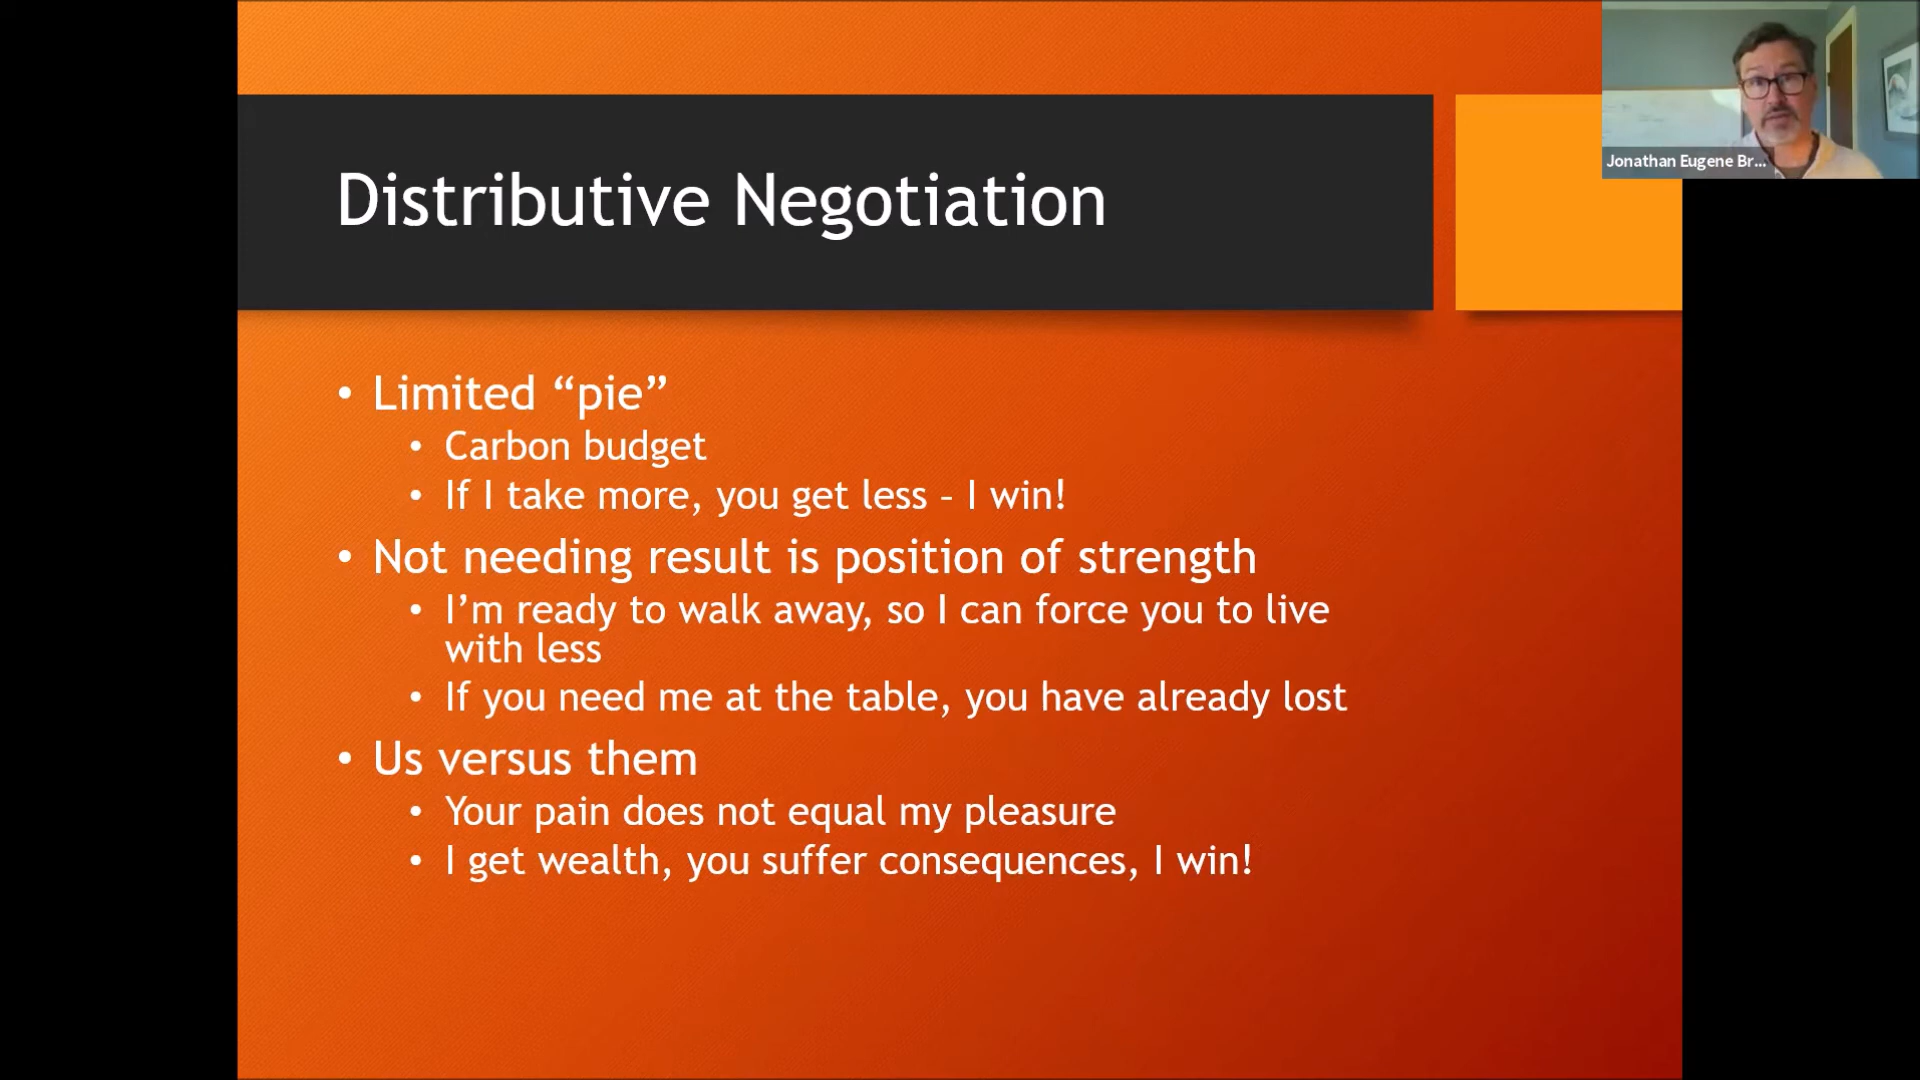 Jonathan Eugene Br...
Distributive Negotiation
• Limited “pie”
• Carbon budget
• If I take more, you get less – I win!
• Not needing result is position of strength
• I’m ready to walk away, so I can force you to live
with less
• If you need me at the table, you have already lost
• Us versus them
• Your pain does not equal my pleasure
• I get wealth, you suffer consequences, I win!